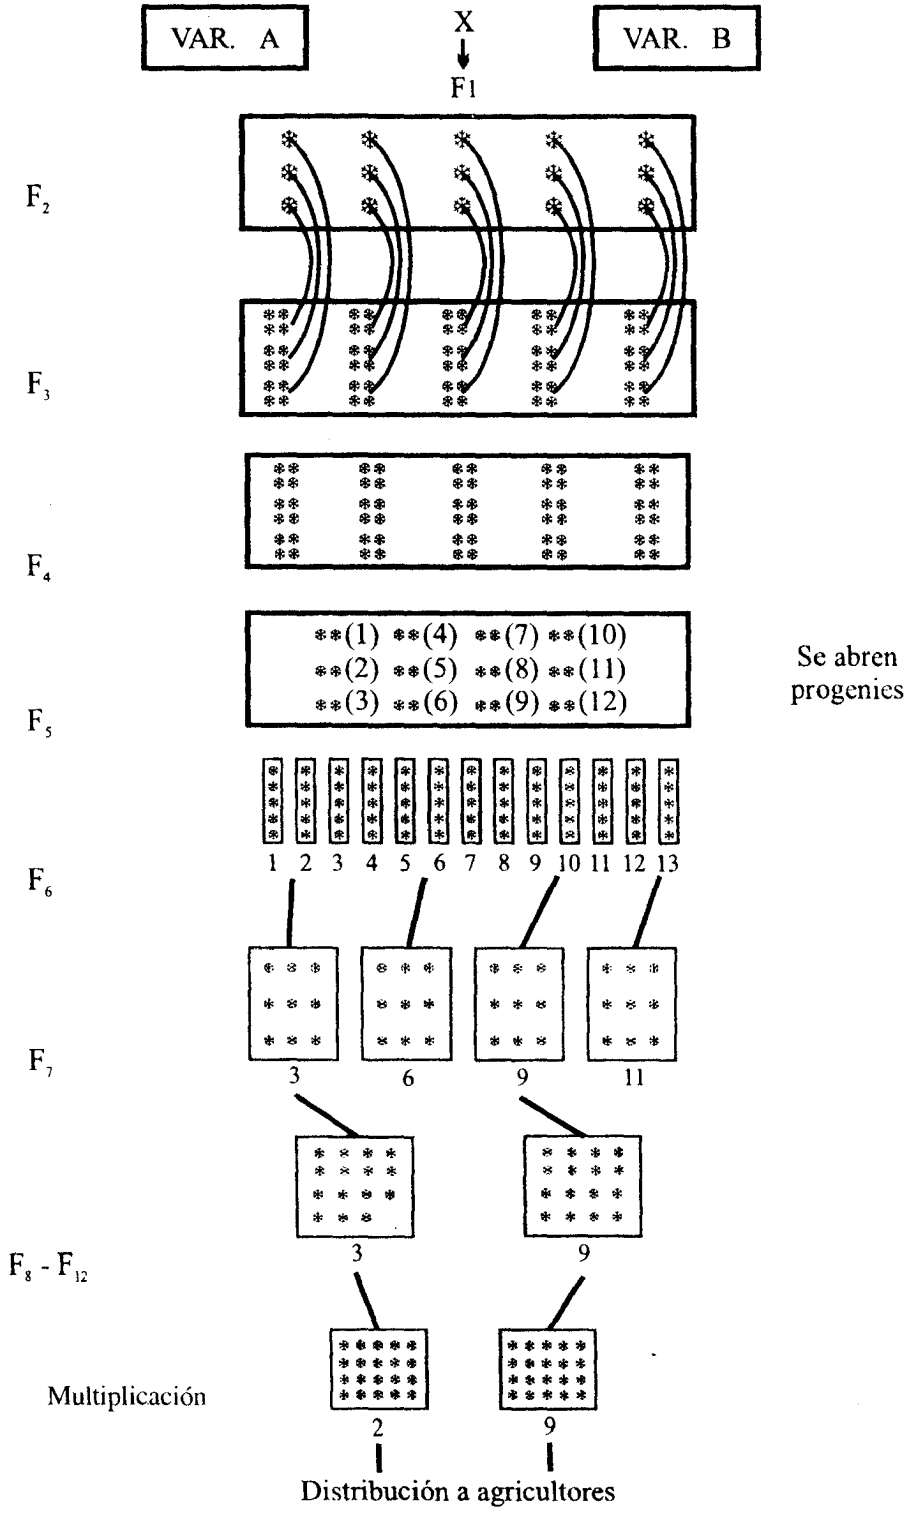 VAR. A X VAR. B
F1
F2
F3
F4
(1) (4) (7) (10)
(2) (5) (8) (11)
(3) (6) (9) (12)
Se abren
progenies
F5
1 2 3 4 5 6 7 8 9 10 11 12 13
F6
F7
3 6 9 11
3 9
F8 - F12
Multiplicación
2 9
Distribución a agricultores